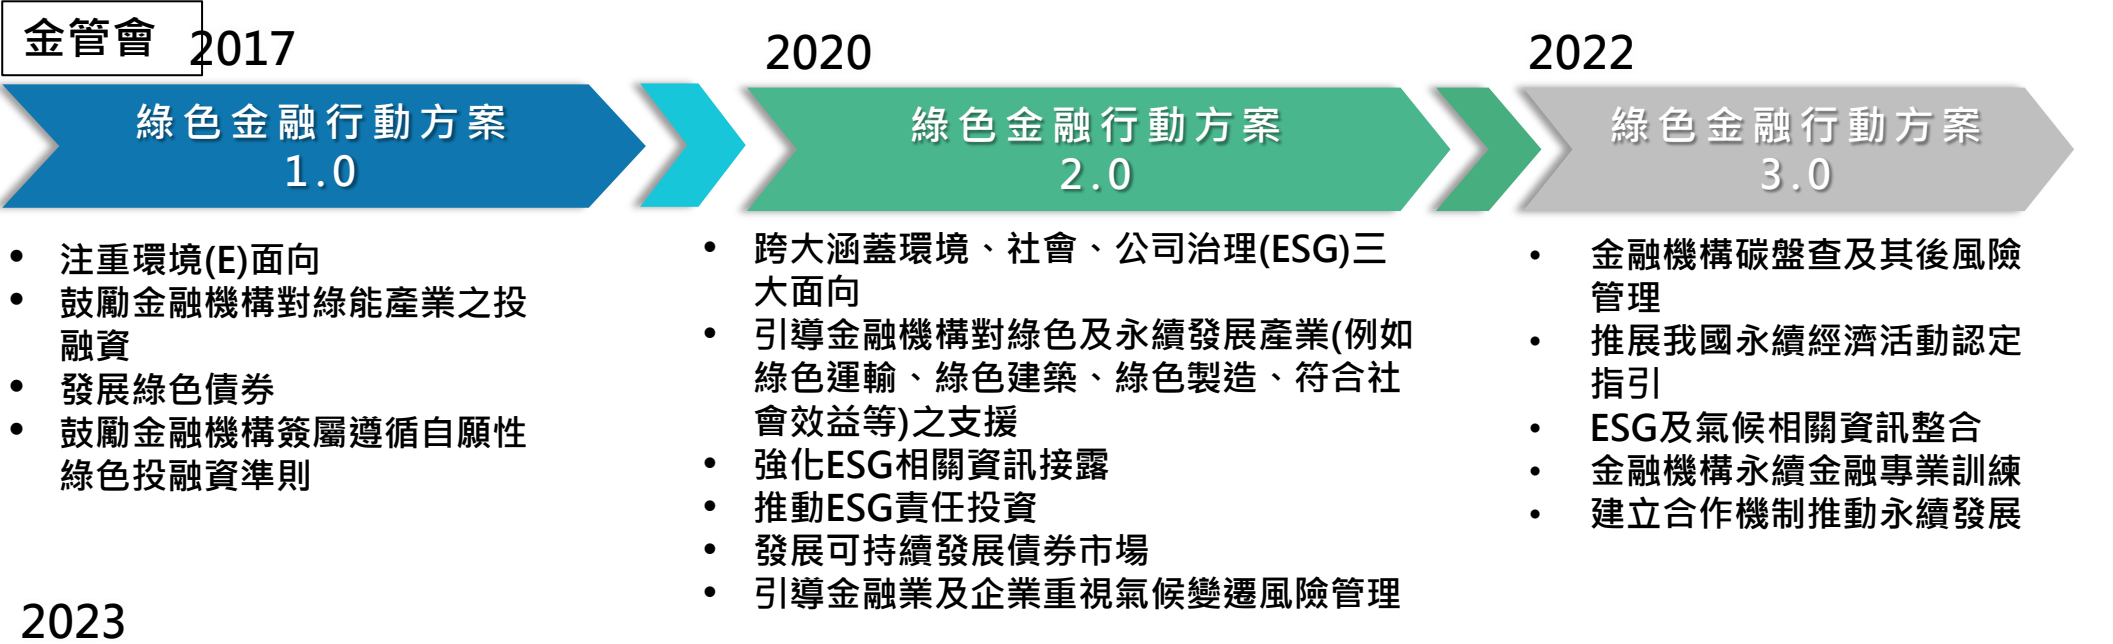 金管會
2017
綠色金融行動方案
1.0
• 注重環境(E)面向
• 鼓勵金融機構對綠能產業之投
融資
• 發展綠色債券
• 鼓勵金融機構簽屬遵循自願性
綠色投融資準則
2020
綠色金融行動方案
2.0
• 跨大涵蓋環境、社會、公司治理(ESG)三
大面向
• 引導金融機構對綠色及永續發展產業(例如
綠色運輸、綠色建築、綠色製造、符合社
會效益等)之支援
• 強化ESG相關資訊接露
• 推動ESG責任投資
• 發展可持續發展債券市場
• 引導金融業及企業重視氣候變遷風險管理
2022
綠色金融行動方案
3.0
• 金融機構碳盤查及其後風險
管理
• 推展我國永續經濟活動認定
指引
• ESG及氣候相關資訊整合
• 金融機構永續金融專業訓練
• 建立合作機制推動永續發展
2023